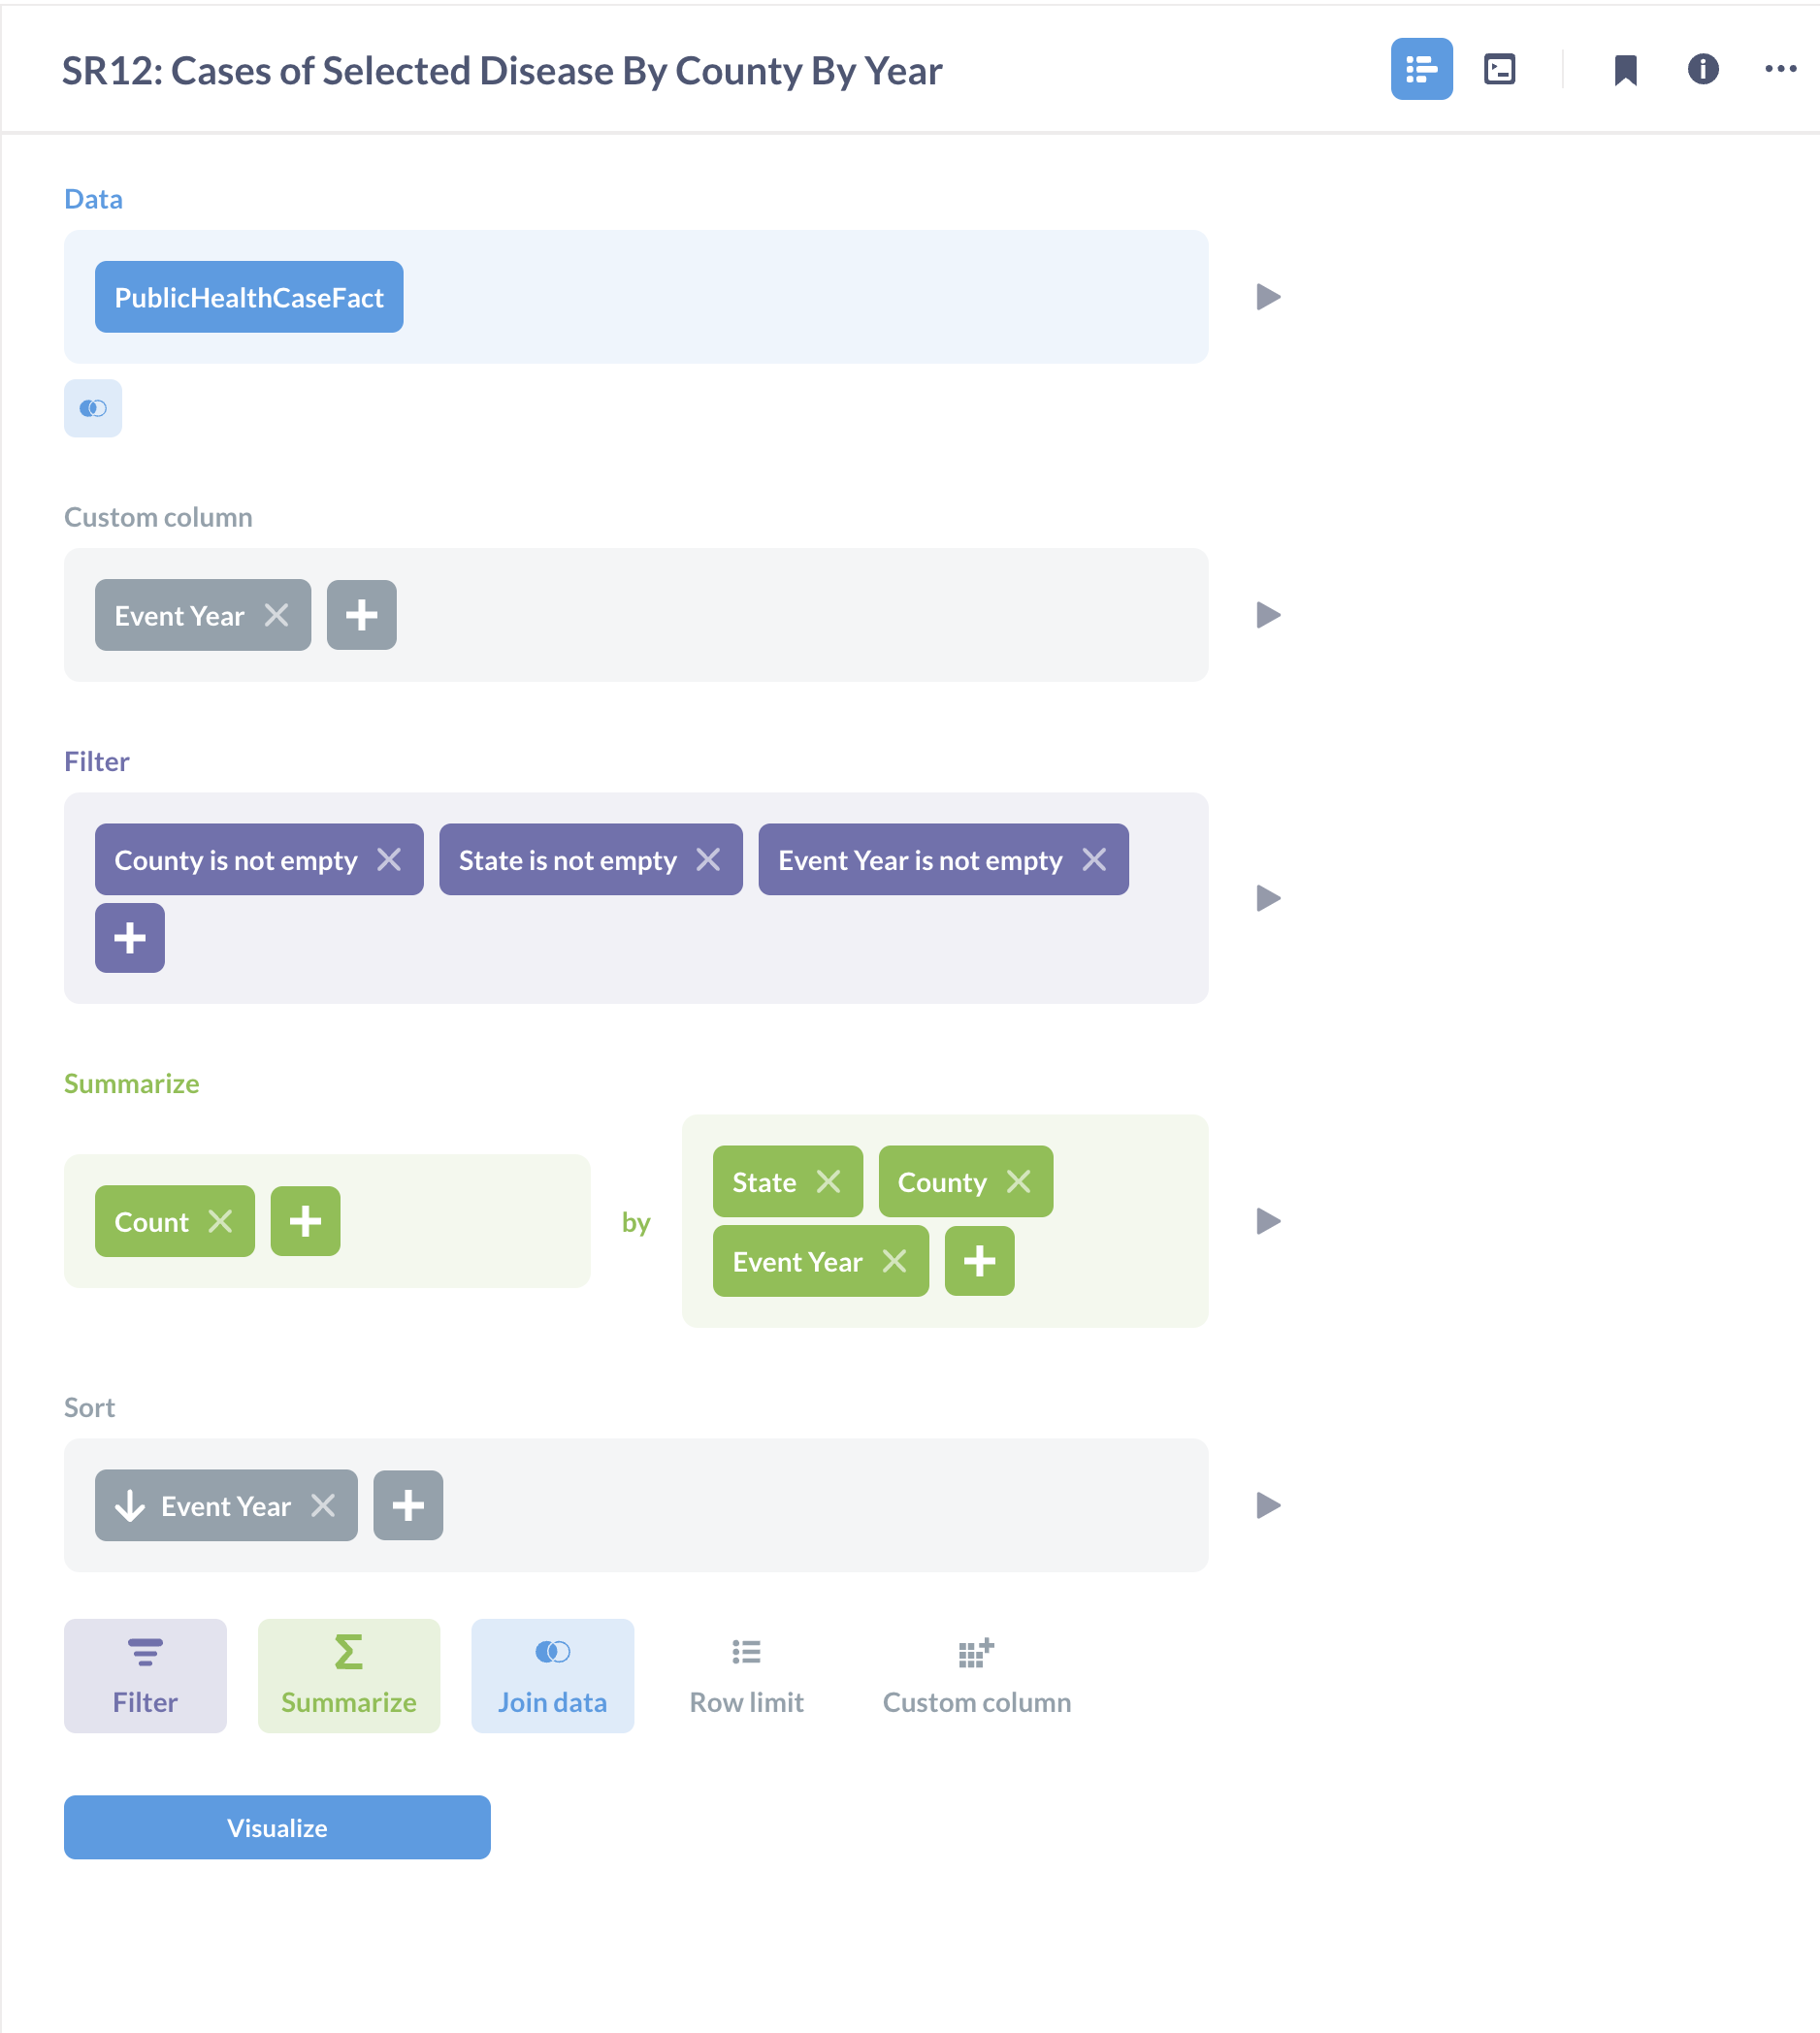 SR12: Cases of Selected Disease By County By Year
Data
PublicHealthCaseFact
Custom column
Event Year
Filter
County is not empty State is not empty Event Year is not empty
Summarize
Count by State County
Event Year
Sort
Event Year
Filter Summarize Join data Row limit Custom column
Visualize